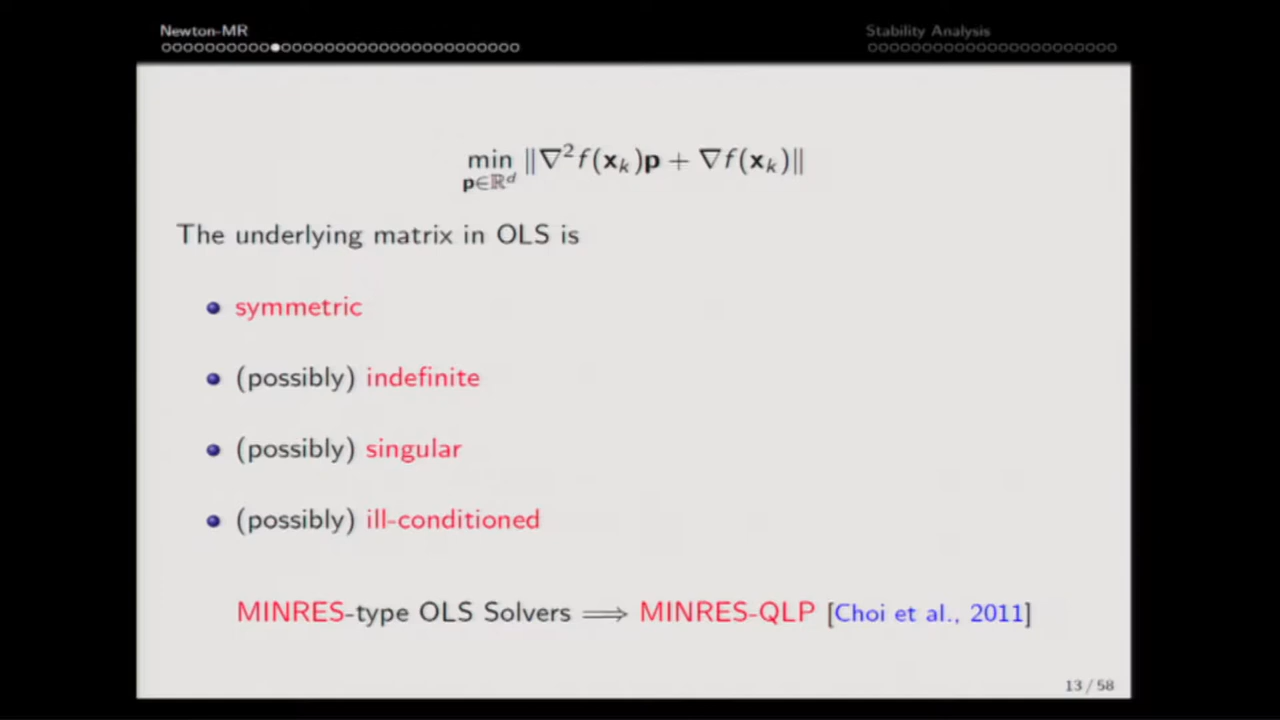 Newton-MR
Stability Analysis
min ‖∇²f(xₖ)p + ∇f(xₖ)‖
p∈ℝᵈ
The underlying matrix in OLS is
symmetric
(possibly) indefinite
(possibly) singular
(possibly) ill-conditioned
MINRES-type OLS Solvers ⟹ MINRES-QLP [Choi et al., 2011]
13 / 58